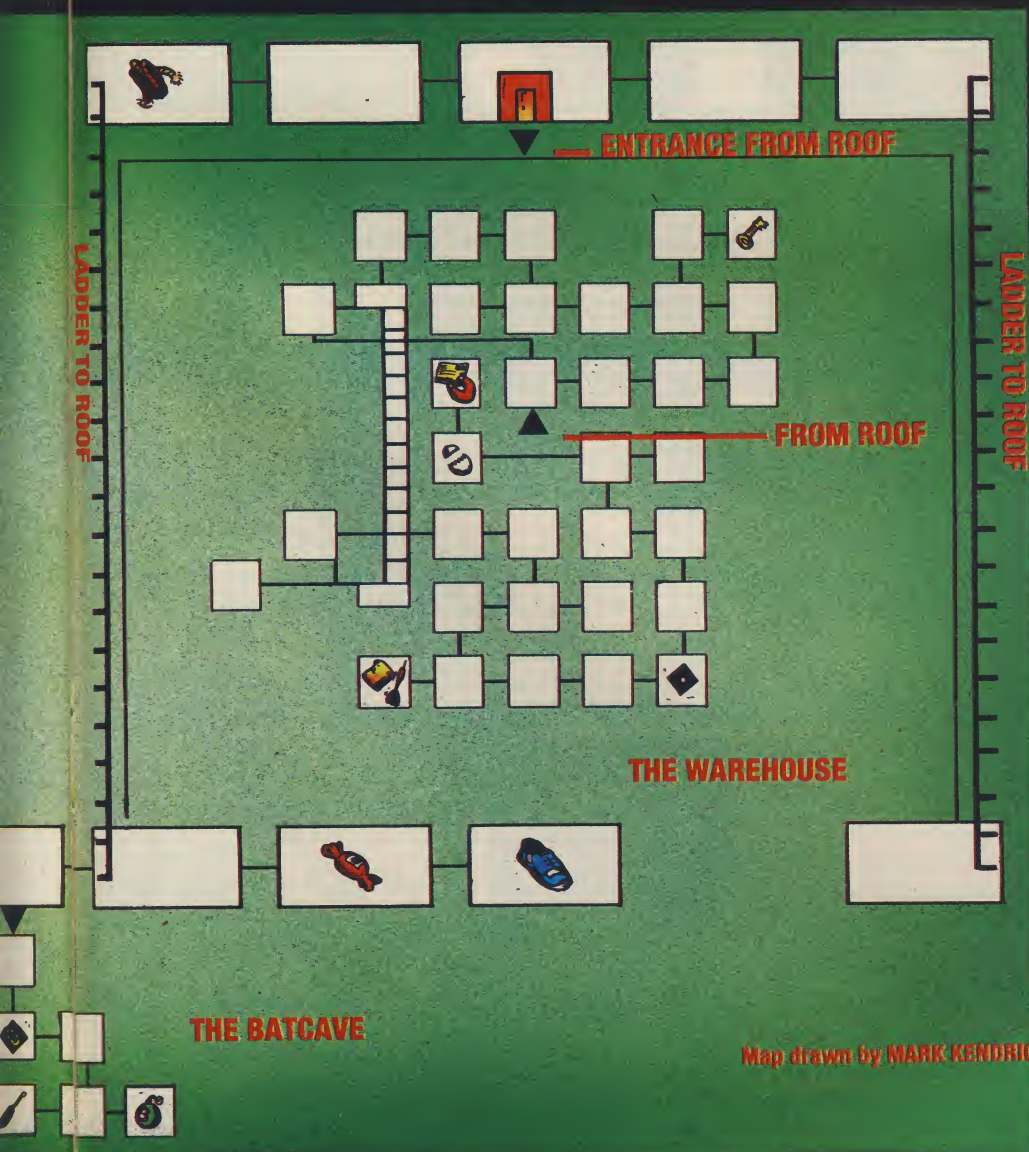 ENTRANCE FROM ROOF
LADDER TO ROOF
LADDER TO ROOF
FROM ROOF
THE WAREHOUSE
THE BATCAVE
Map drawn by MARK